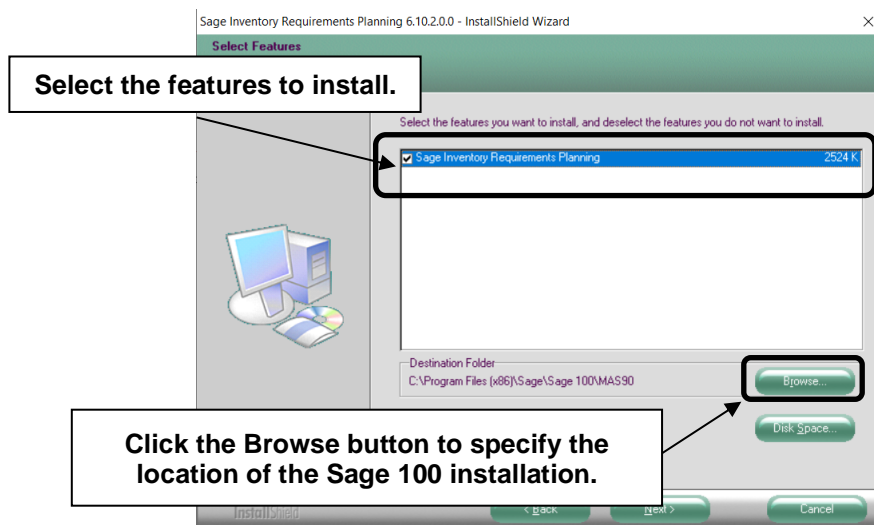 Sage Inventory Requirements Planning 6.10.2.0.0 - InstallShield Wizard
Select Features
Select the features to install.
Select the features you want to install, and deselect the features you do not want to install.
Sage Inventory Requirements Planning 2524 K
Destination Folder
C:\Program Files (x86)\Sage\Sage 100\MAS90
Browse...
Disk Space...
Click the Browse button to specify the
location of the Sage 100 installation.
InstallShield
< Back Next > Cancel